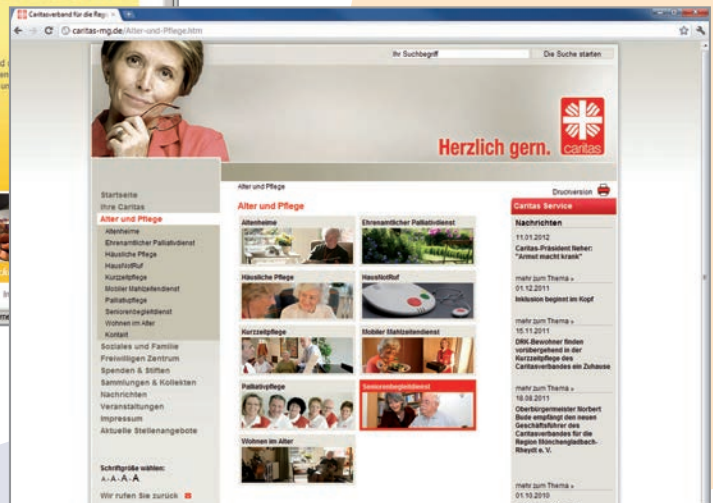 Caritasverband für die Regi
caritas-mg.de/Alter-und-Pflege.htm
Ihr Suchbegriff
Die Suche starten
Herzlich gern.
caritas
Startseite
Ihre Caritas
Alter und Pflege
Altenheime
Ehrenamtlicher Palliativdienst
Häusliche Pflege
HausNotRuf
Kurzzeitpflege
Mobiler Mahlzeitendienst
Palliativpflege
Seniorenbegleitdienst
Wohnen im Alter
Kontakt
Soziales und Familie
Freiwilligen Zentrum
Spenden & Stiften
Sammlungen & Kollekten
Nachrichten
Veranstaltungen
Impressum
Aktuelle Stellenangebote
Schriftgröße wählen:
A-A-A-A
Wir rufen Sie zurück
Alter und Pflege
Alter und Pflege
Altenheime
Ehrenamtlicher Palliativdienst
Häusliche Pflege
HausNotRuf
Kurzzeitpflege
Mobiler Mahlzeitendienst
Palliativpflege
Seniorenbegleitdienst
Wohnen im Alter
Druckversion
Caritas Service
Nachrichten
11.01.2012
Caritas-Präsident Neher:
"Armut macht krank"
mehr zum Thema »
01.12.2011
Inklusion beginnt im Kopf
mehr zum Thema »
15.11.2011
DRK-Bewohner finden
vorübergehend in der
Kurzzeitpflege des
Caritasverbandes ein Zuhause
mehr zum Thema »
18.08.2011
Oberbürgermeister Norbert
Bude empfängt den neuen
Geschäftsführer des
Caritasverbandes für die
Region Mönchengladbach-
Rheydt e. V.
mehr zum Thema »
01.10.2010